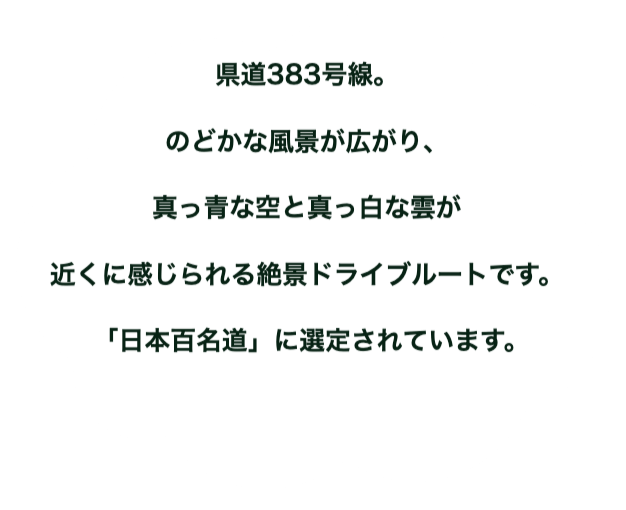 県道383号線。
のどかな風景が広がり、
真っ青な空と真っ白な雲が
近くに感じられる絶景ドライブルートです。
「日本百名道」に選定されています。